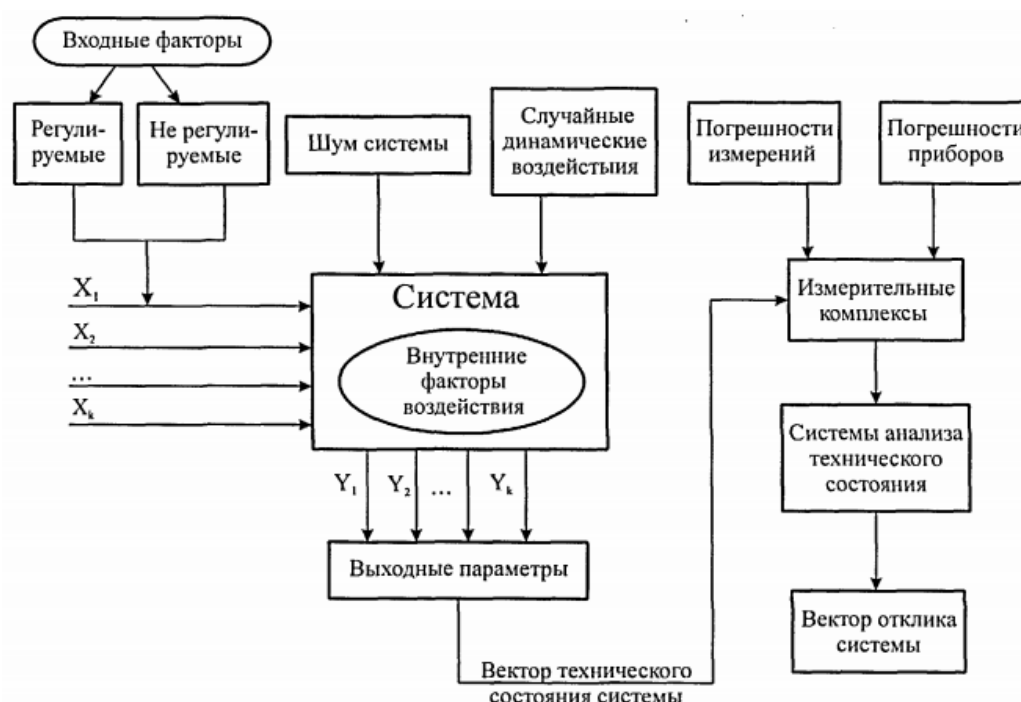 Входные факторы
Регули-
руемые
Не регули-
руемые
Шум системы
Случайные
динамические
воздейстыия
Погрешности
измерений
Погрешности
приборов
X₁
X₂
...
Xₖ
Система
Внутренние
факторы
воздействия
Измерительные
комплексы
Y₁ Y₂ ... Yₖ
Выходные параметры
Системы анализа
технического
состояния
Вектор отклика
системы
Вектор технического
состояния системы